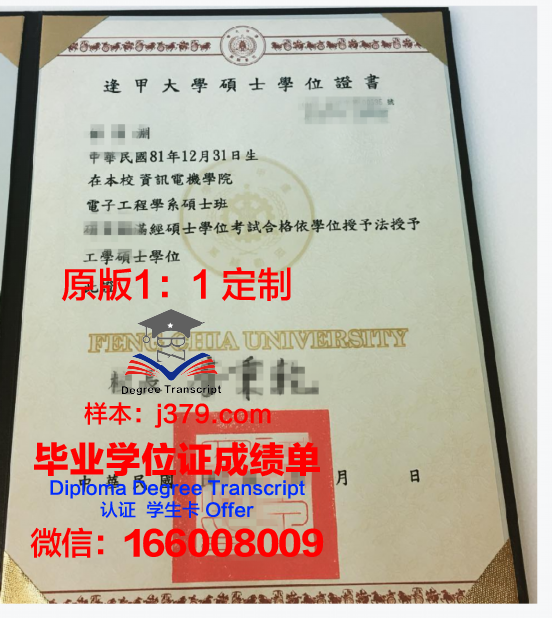 逢甲大學碩士學位證書
號
中華民國81年12月31日生
在本校 資訊電機學院
電子工程學系碩士班
經碩士學位考試合格依學位授予法授予
工學碩士學位
原版1：1 定制
FENG CHIA UNIVERSITY
Degree Transcript
样本：j379.com
毕业学位证成绩单
中華民國 月 日
Diploma Degree Transcript
认证 学生卡 Offer
微信：166008009